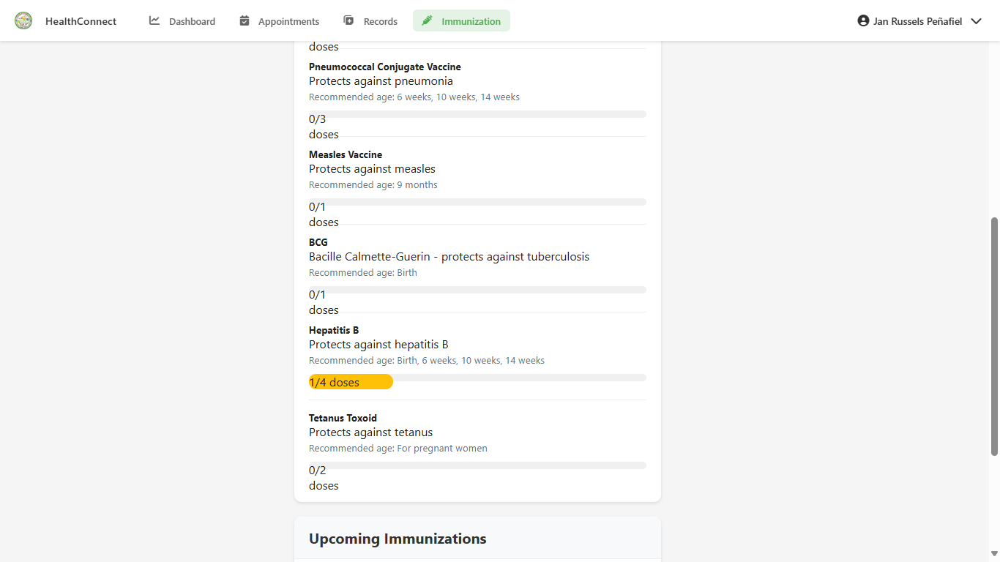 HealthConnect
Dashboard
Appointments
Records
Immunization
Jan Russels Peñafiel
doses
Pneumococcal Conjugate Vaccine
Protects against pneumonia
Recommended age: 6 weeks, 10 weeks, 14 weeks
0/3
doses
Measles Vaccine
Protects against measles
Recommended age: 9 months
0/1
doses
BCG
Bacille Calmette-Guerin - protects against tuberculosis
Recommended age: Birth
0/1
doses
Hepatitis B
Protects against hepatitis B
Recommended age: Birth, 6 weeks, 10 weeks, 14 weeks
1/4 doses
Tetanus Toxoid
Protects against tetanus
Recommended age: For pregnant women
0/2
doses
Upcoming Immunizations